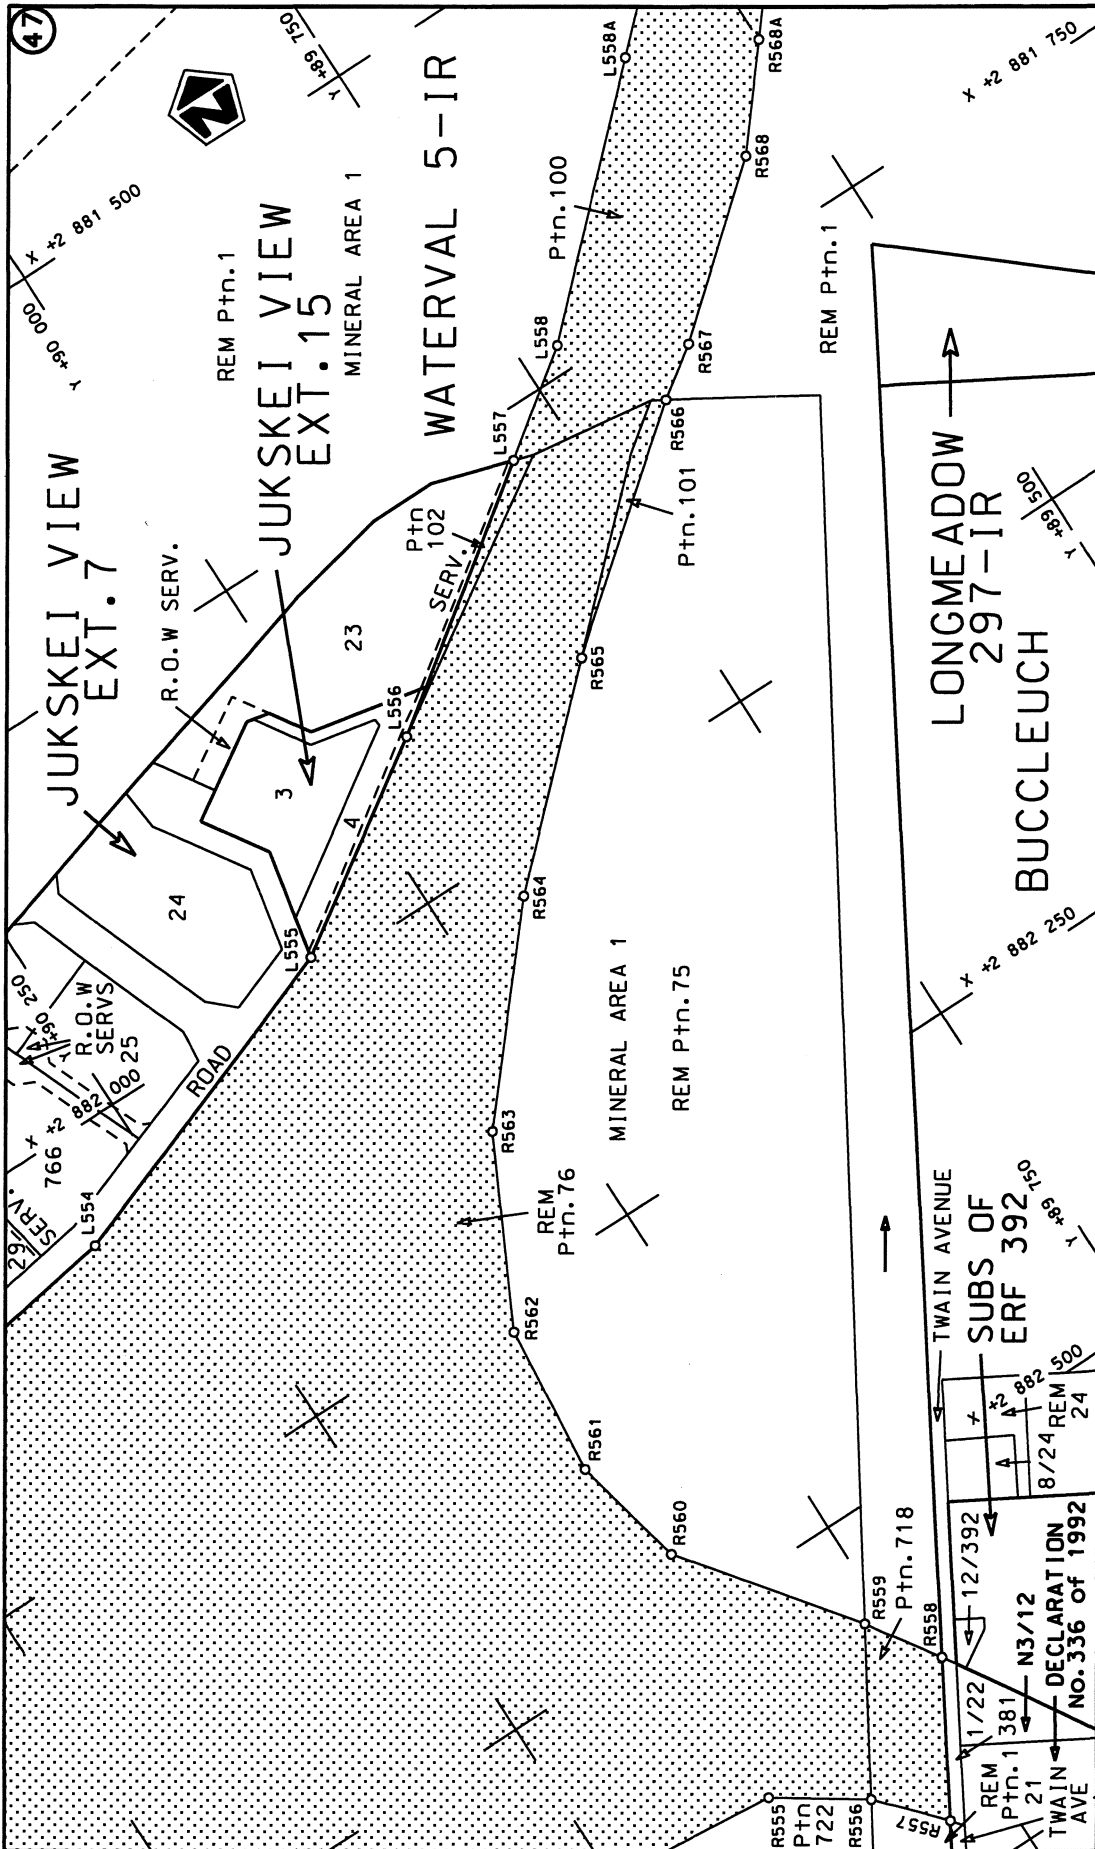 47
Y +89 750
L558A
R568A
X +2 881 750
N
X +2 881 500
Y +90 000
REM Ptn.1
JUKSKEI VIEW
EXT.15
MINERAL AREA 1
WATERVAL 5-IR
Ptn.100
R568
L558
R567
REM Ptn.1
L557
R566
JUKSKEI VIEW
EXT.7
R.O.W SERV.
Ptn
102
SERV.
Ptn.101
LONGMEADOW
297-IR
Y +89 500
BUCCLEUCH
23
L556
R565
3
4
24
L555
R564
X +2 882 250
Y +90 250
R.O.W
SERVS
25
X +2 882 000
ROAD
766
29
SERV.
L554
R563
MINERAL AREA 1
REM Ptn.75
REM
Ptn.76
R562
TWAIN AVENUE
SUBS OF
ERF 392
Y +89 750
R561
X +2 882 500
8/24
REM
24
R560
Ptn.718
R559
R558
12/392
N3/12
DECLARATION
No.336 of 1992
1/22
381
REM
Ptn.1
21
TWAIN
AVE
R555
Ptn
722
R556
R557